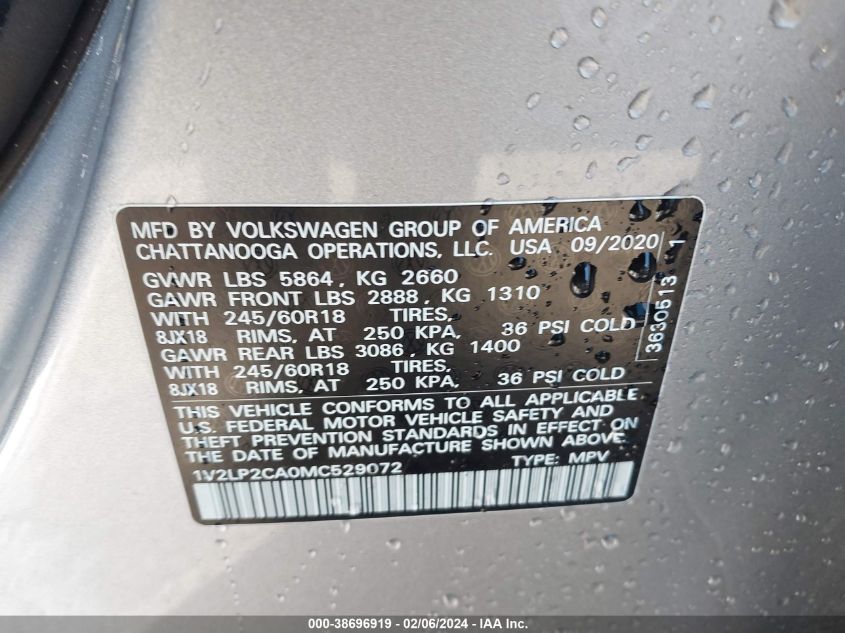 MFD BY VOLKSWAGEN GROUP OF AMERICA
CHATTANOOGA OPERATIONS, LLC. USA 09/2020
GVWR LBS 5864, KG 2660
GAWR FRONT LBS 2888, KG 1310
WITH 245/60R18 TIRES,
8JX18 RIMS, AT 250 KPA, 36 PSI COLD
GAWR REAR LBS 3086, KG 1400
WITH 245/60R18 TIRES,
8JX18 RIMS, AT 250 KPA, 36 PSI COLD
THIS VEHICLE CONFORMS TO ALL APPLICABLE
U.S. FEDERAL MOTOR VEHICLE SAFETY AND
THEFT PREVENTION STANDARDS IN EFFECT ON
THE DATE OF MANUFACTURE SHOWN ABOVE.
1V2LP2CA0MC529072 TYPE: MPV
3630513 1
000-38696919 - 02/06/2024 - IAA Inc.